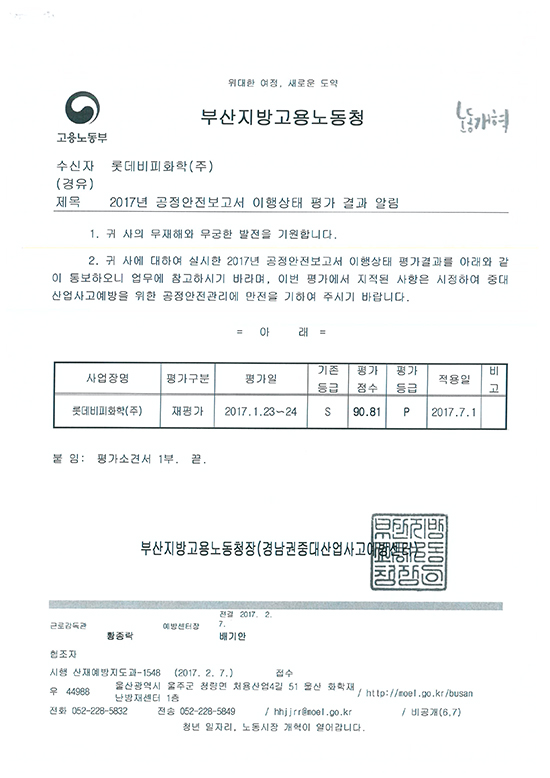 위대한 여정, 새로운 도약
고용노동부
부산지방고용노동청
노동개혁
수신자 롯데비피화학(주)
(경유)
제목 2017년 공정안전보고서 이행상태 평가 결과 알림
1. 귀 사의 무재해와 무궁한 발전을 기원합니다.
2. 귀 사에 대하여 실시한 2017년 공정안전보고서 이행상태 평가결과를 아래와 같
이 통보하오니 업무에 참고하시기 바라며, 이번 평가에서 지적된 사항은 시정하여 중대
산업사고예방을 위한 공정안전관리에 만전을 기하여 주시기 바랍니다.
= 아 래 =
사업장명 평가구분 평가일 기존 등급 평가 점수 평가 등급 적용일 비고
롯데비피화학(주) 재평가 2017.1.23~24 S 90.81 P 2017.7.1
붙 임: 평가소견서 1부. 끝.
부산지방고용노동청장(경남권중대산업사고예방센터)
근로감독관 황종락 예방센터장 전결 2017. 2. 7. 배기안
협조자
시행 산재예방지도과-1548 (2017. 2. 7.) 접수
우 44988 울산광역시 울주군 청량면 처용산업4길 51 울산 화학재난방재센터 1층 / http://moel.go.kr/busan
전화 052-228-5832 전송 052-228-5849 / hhjjrr@moel.go.kr / 비공개(6,7)
청년 일자리, 노동시장 개혁이 열어갑니다.